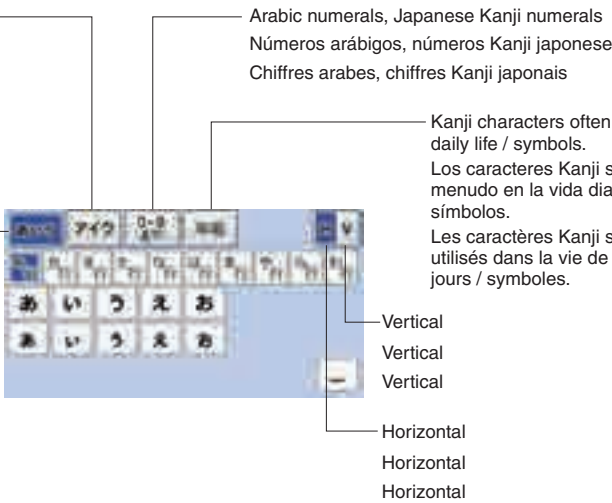 Arabic numerals, Japanese Kanji numerals
Números arábigos, números Kanji japonese
Chiffres arabes, chiffres Kanji japonais
Kanji characters often
daily life / symbols.
Los caracteres Kanji s
menudo en la vida dia
símbolos.
Les caractères Kanji s
utilisés dans la vie de
jours / symboles.
アイウ 0-9
H V
あ い う え お
あ い う え お
Vertical
Vertical
Vertical
Horizontal
Horizontal
Horizontal